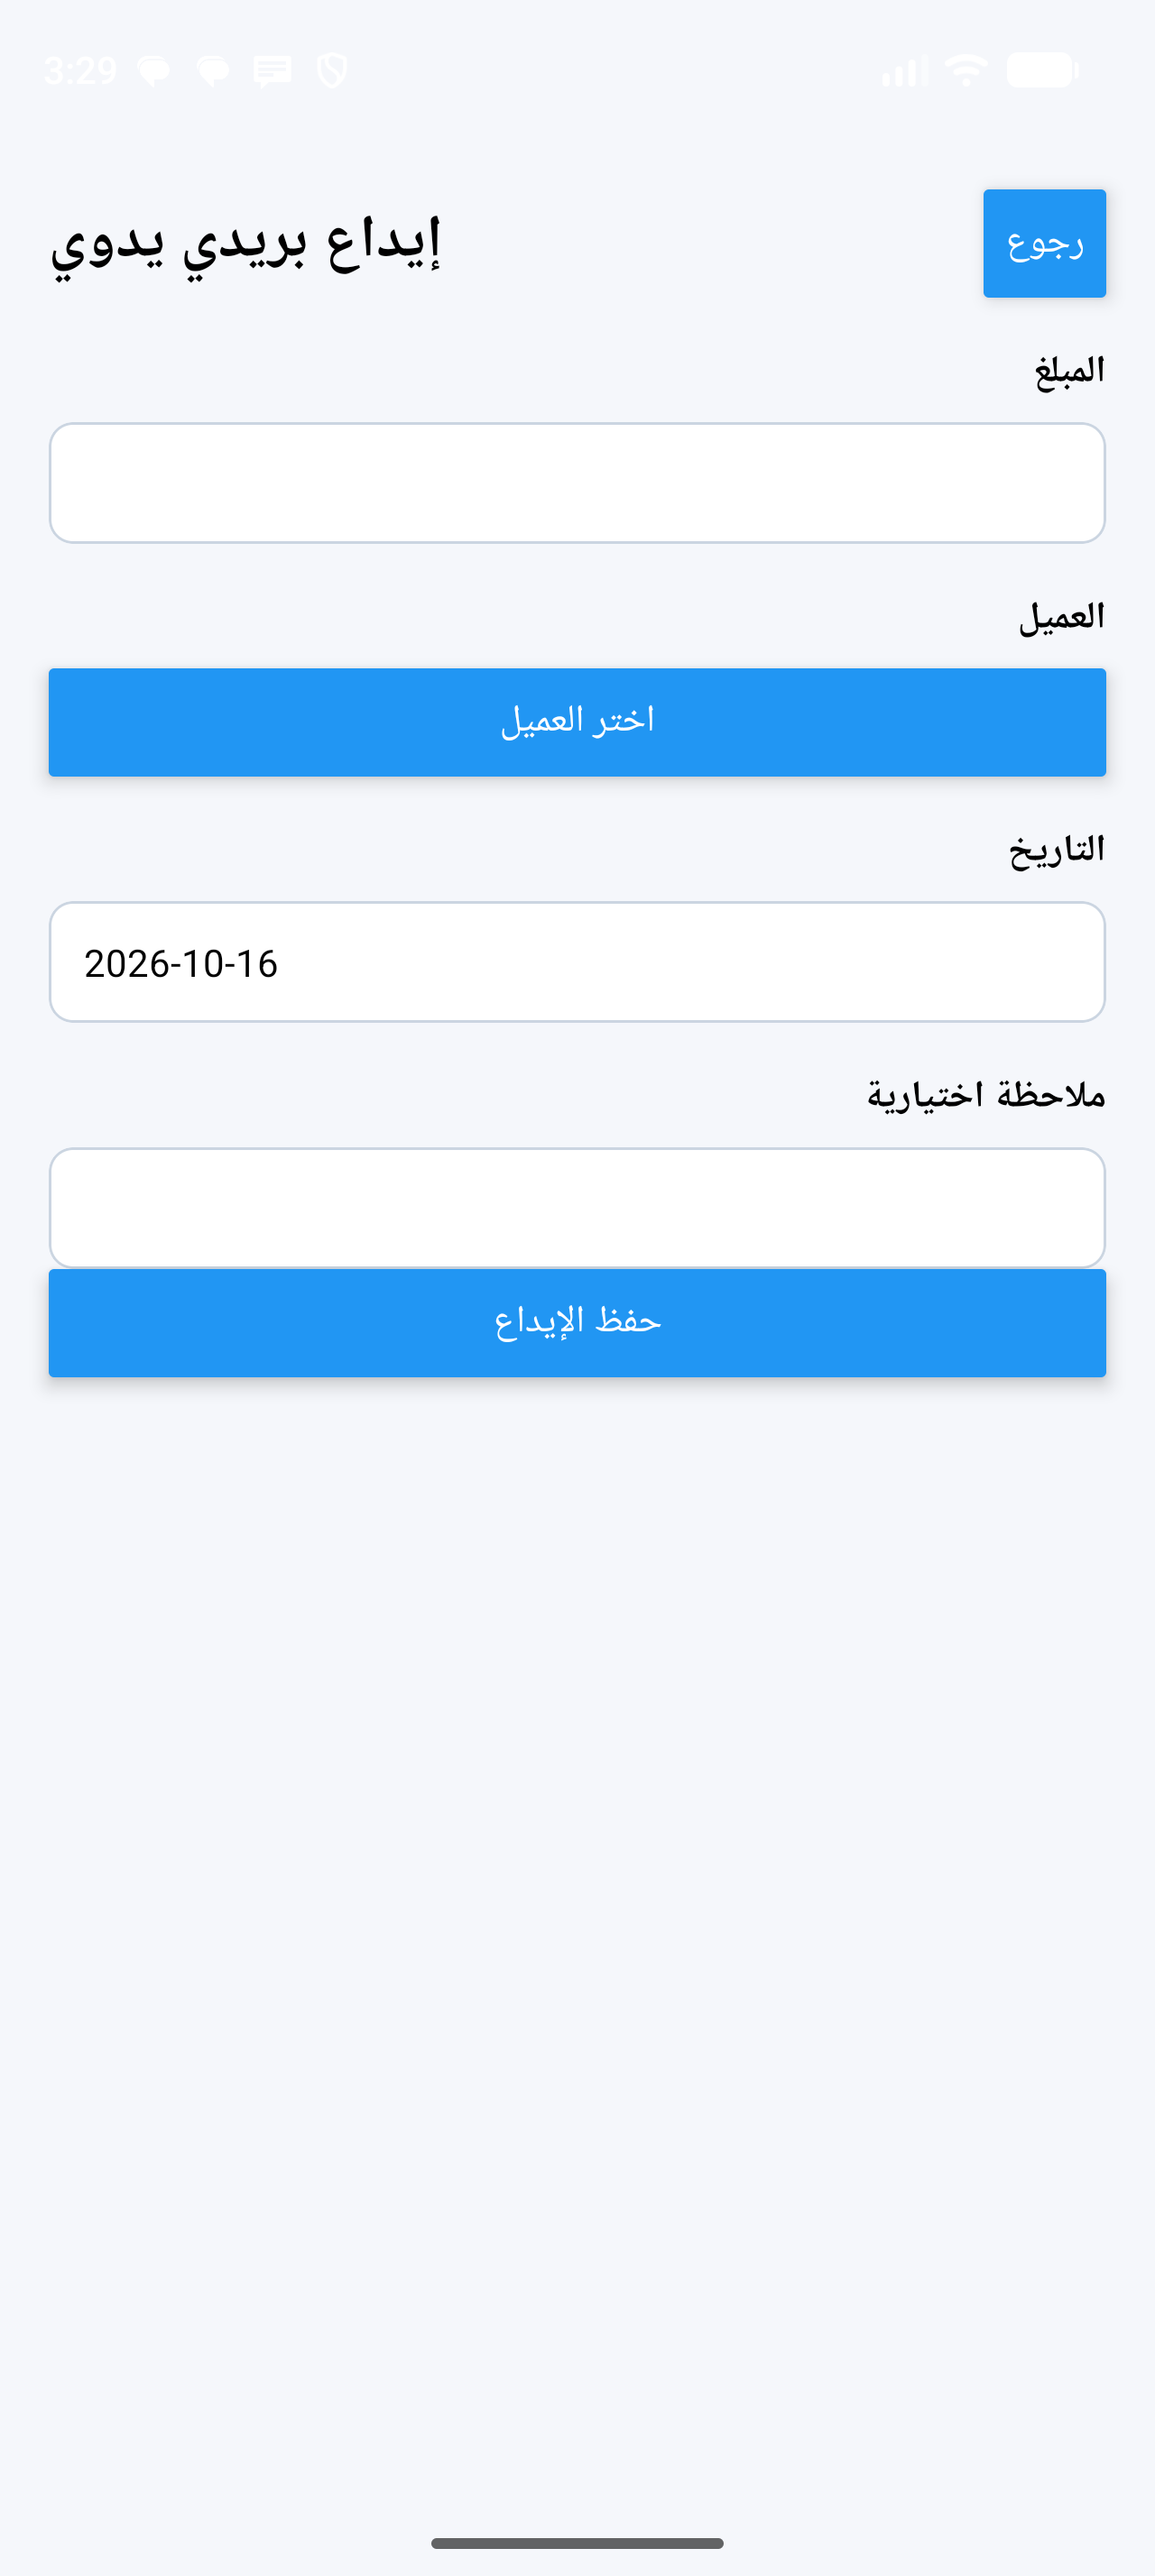 3:29
رجوع
إيداع بريدي يدوي
المبلغ
العميل
اختر العميل
التاريخ
2026-10-16
ملاحظة اختيارية
حفظ الإيداع